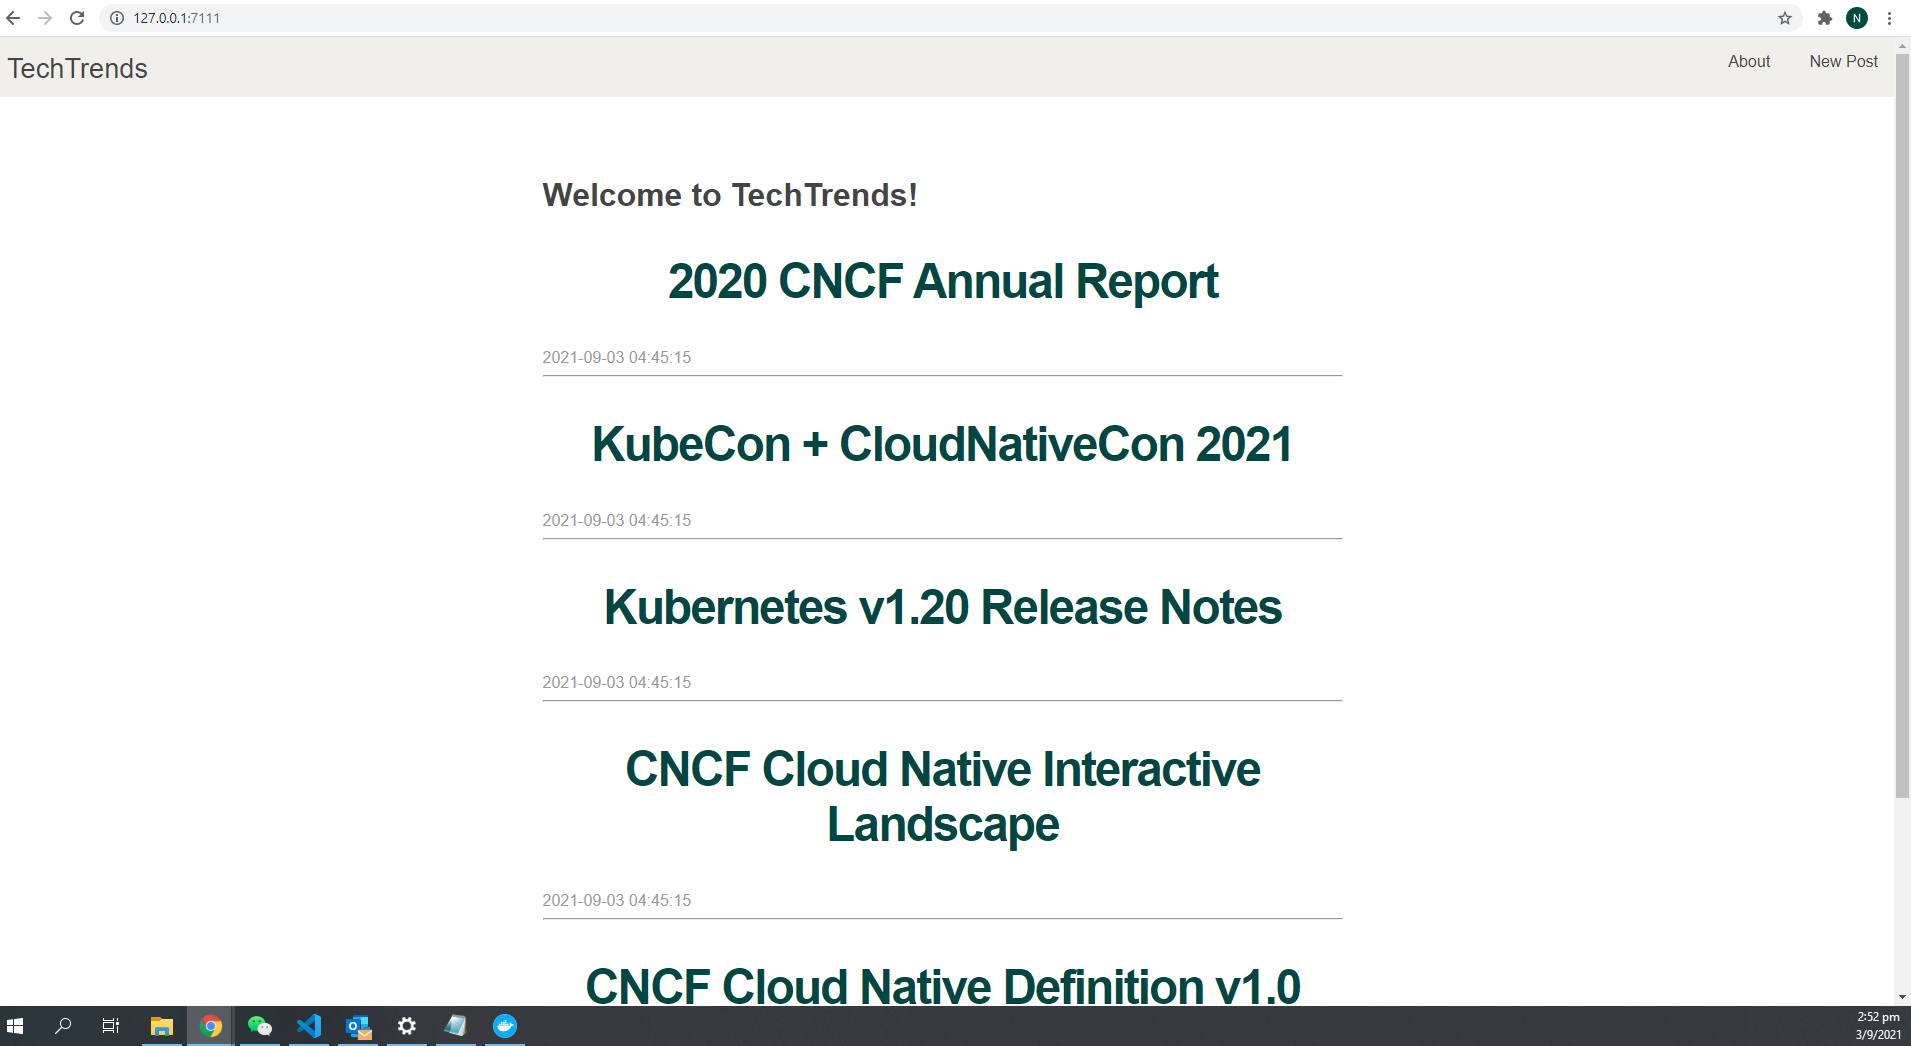 127.0.0.1:7111
N
TechTrends
About
New Post
Welcome to TechTrends!
2020 CNCF Annual Report
2021-09-03 04:45:15
KubeCon + CloudNativeCon 2021
2021-09-03 04:45:15
Kubernetes v1.20 Release Notes
2021-09-03 04:45:15
CNCF Cloud Native Interactive
Landscape
2021-09-03 04:45:15
CNCF Cloud Native Definition v1.0
2:52 pm
3/9/2021